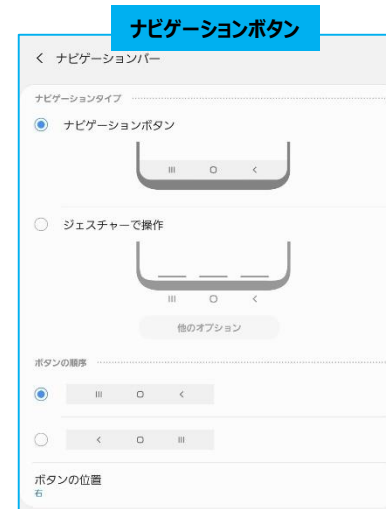 ナビゲーションボタン
ナビゲーションバー
ナビゲーションタイプ
ナビゲーションボタン
ジェスチャーで操作
他のオプション
ボタンの順序
ボタンの位置
右